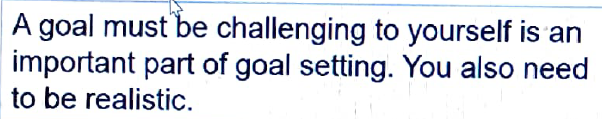 A goal must be challenging to yourself is an
important part of goal setting. You also need
to be realistic.